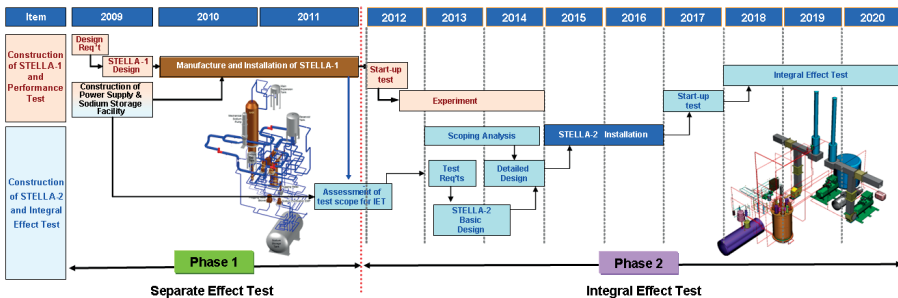 Item
2009
2010
2011
2012
2013
2014
2015
2016
2017
2018
2019
2020
Construction
of STELLA-1
and
Performance
Test
Design
Req't
STELLA-1
Design
Manufacture and Installation of STELLA-1
Construction of
Power Supply &
Sodium Storage
Facility
Start-up
test
Experiment
Integral Effect Test
Start-up
test
Construction
of STELLA-2
and Integral
Effect Test
Scoping Analysis
STELLA-2 Installation
Test
Req'ts
Detailed
Design
Assessment of
test scope for IET
STELLA-2
Basic
Design
Phase 1
Phase 2
Separate Effect Test
Integral Effect Test